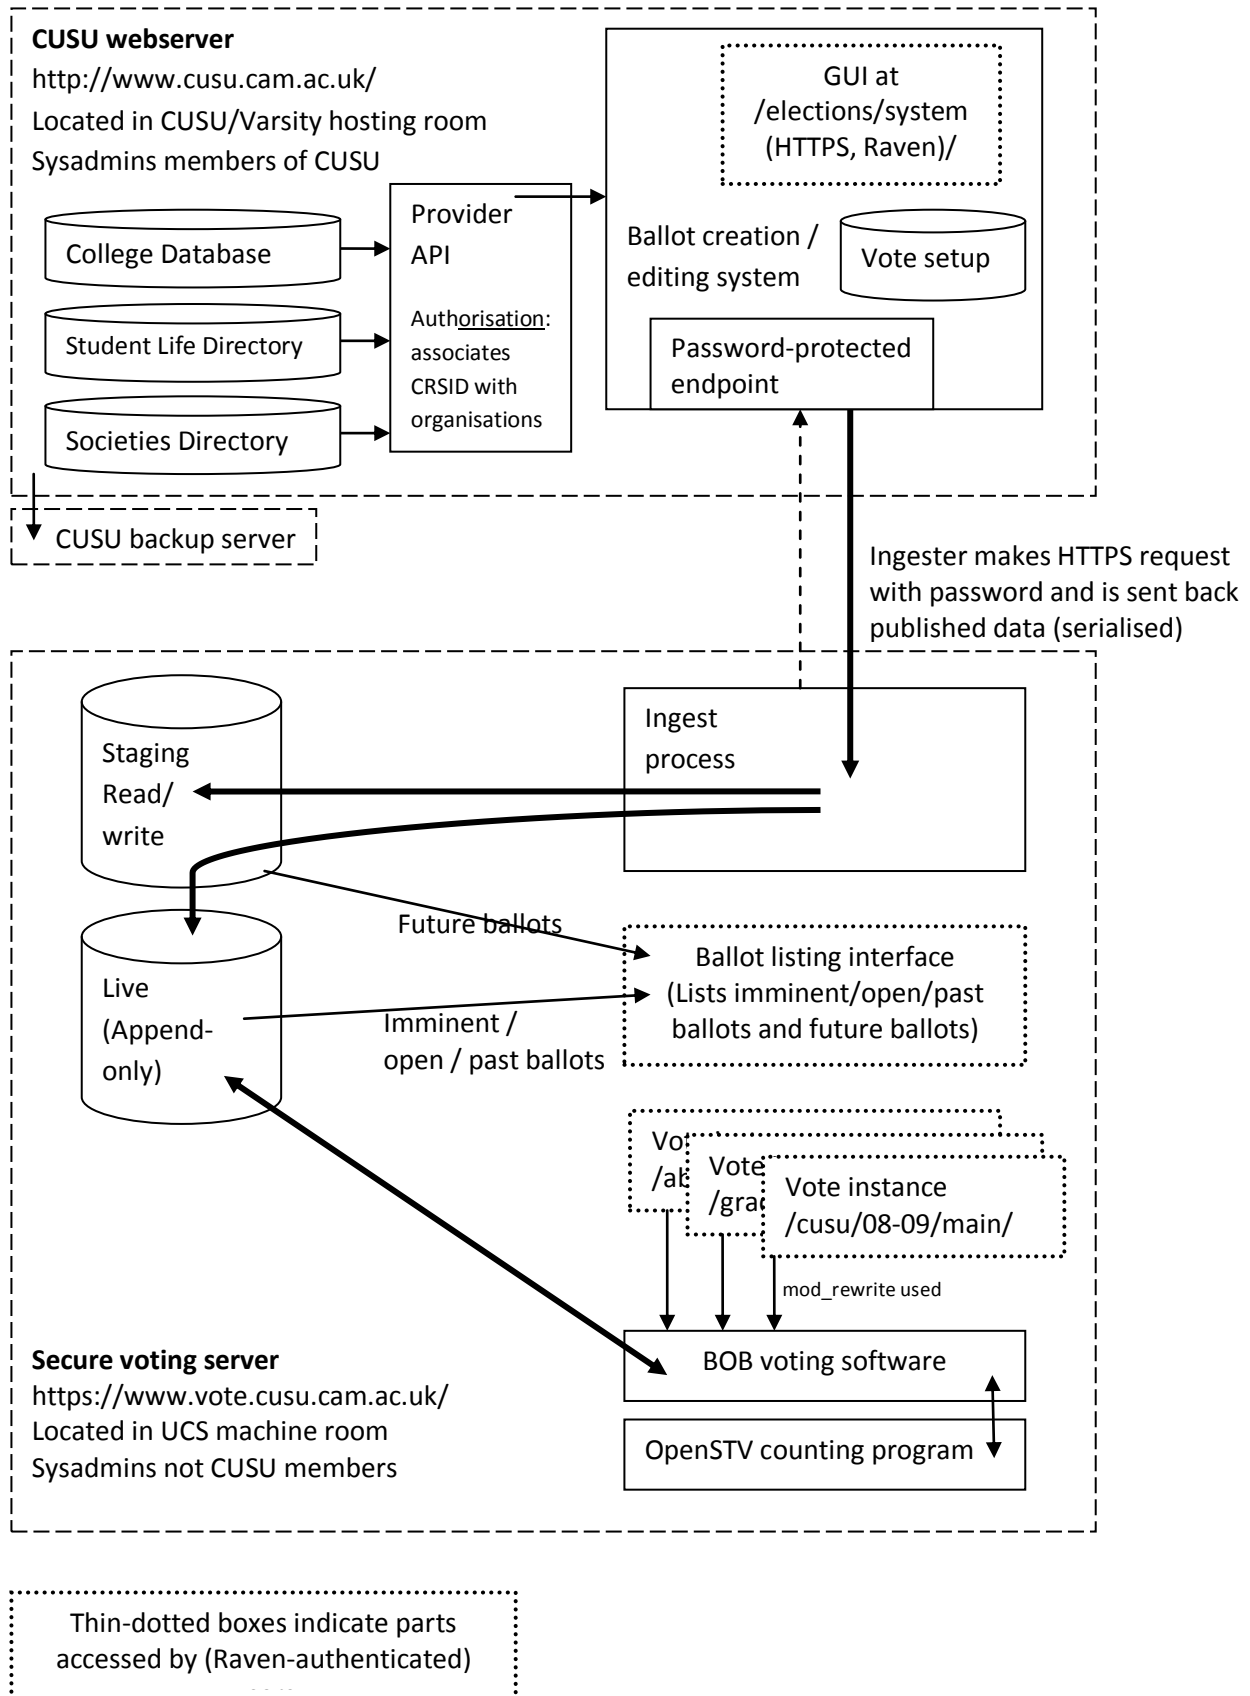 CUSU webserver
http://www.cusu.cam.ac.uk/
Located in CUSU/Varsity hosting room
Sysadmins members of CUSU
GUI at
/elections/system
(HTTPS, Raven)/
College Database
Student Life Directory
Societies Directory
Provider
API
Authorisation:
associates
CRSID with
organisations
Ballot creation /
editing system
Vote setup
Password-protected
endpoint
CUSU backup server
Ingester makes HTTPS request
with password and is sent back
published data (serialised)
Staging
Read/
write
Ingest
process
Future ballots
Live
(Append-
only)
Imminent /
open / past ballots
Ballot listing interface
(Lists imminent/open/past
ballots and future ballots)
Vo
/ab
Vote
/grad
Vote instance
/cusu/08-09/main/
mod_rewrite used
BOB voting software
OpenSTV counting program
Secure voting server
https://www.vote.cusu.cam.ac.uk/
Located in UCS machine room
Sysadmins not CUSU members
Thin-dotted boxes indicate parts
accessed by (Raven-authenticated)